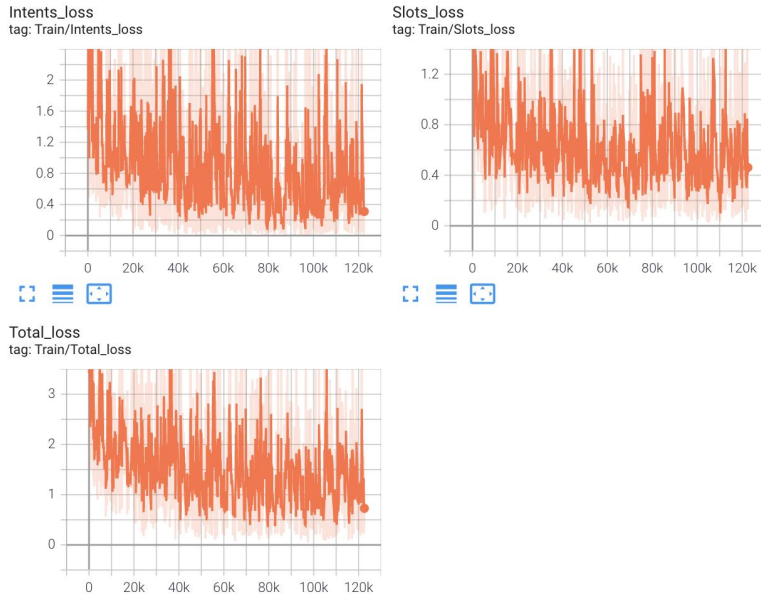 Intents_loss
tag: Train/Intents_loss
2
1.6
1.2
0.8
0.4
0
0 20k 40k 60k 80k 100k 120k
Slots_loss
tag: Train/Slots_loss
1.2
0.8
0.4
0
0 20k 40k 60k 80k 100k 120k
Total_loss
tag: Train/Total_loss
3
2
1
0
0 20k 40k 60k 80k 100k 120k